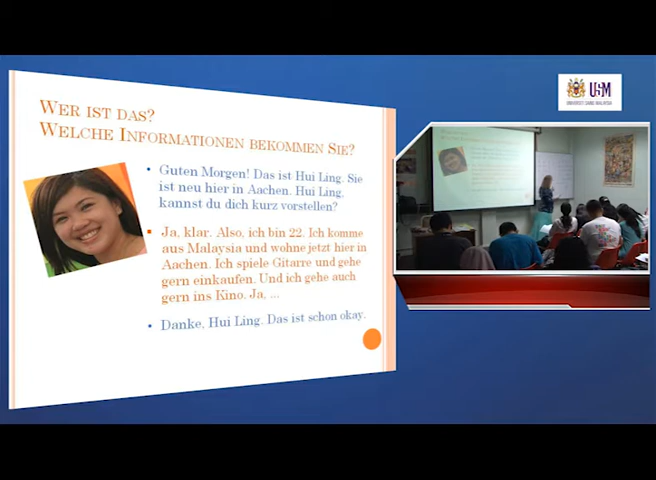 WER IST DAS?
WELCHE INFORMATIONEN BEKOMMEN SIE?
Guten Morgen! Das ist Hui Ling. Sie
ist neu hier in Aachen. Hui Ling,
kannst du dich kurz vorstellen?
Ja, klar. Also, ich bin 22. Ich komme
aus Malaysia und wohne jetzt hier in
Aachen. Ich spiele Gitarre und gehe
gern einkaufen. Und ich gehe auch
gern ins Kino. Ja, ...
Danke, Hui Ling. Das ist schon okay.
USM
UNIVERSITI SAINS MALAYSIA